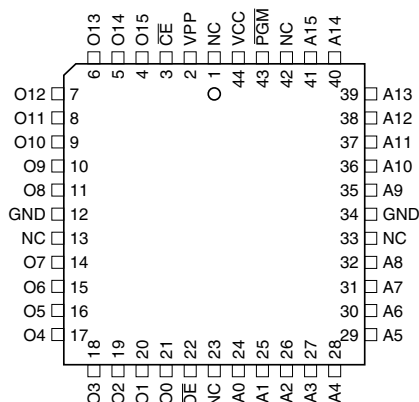 O13 O14 O15 C̅E̅ VPP NC VCC P̅G̅M̅ NC A15 A14
6 5 4 3 2 1 44 43 42 41 40
O12 7 39 A13
O11 8 38 A12
O10 9 37 A11
O9 10 36 A10
O8 11 35 A9
GND 12 34 GND
NC 13 33 NC
O7 14 32 A8
O6 15 31 A7
O5 16 30 A6
O4 17 29 A5
18 19 20 21 22 23 24 25 26 27 28
O3 O2 O1 O0 O̅E̅ NC A0 A1 A2 A3 A4